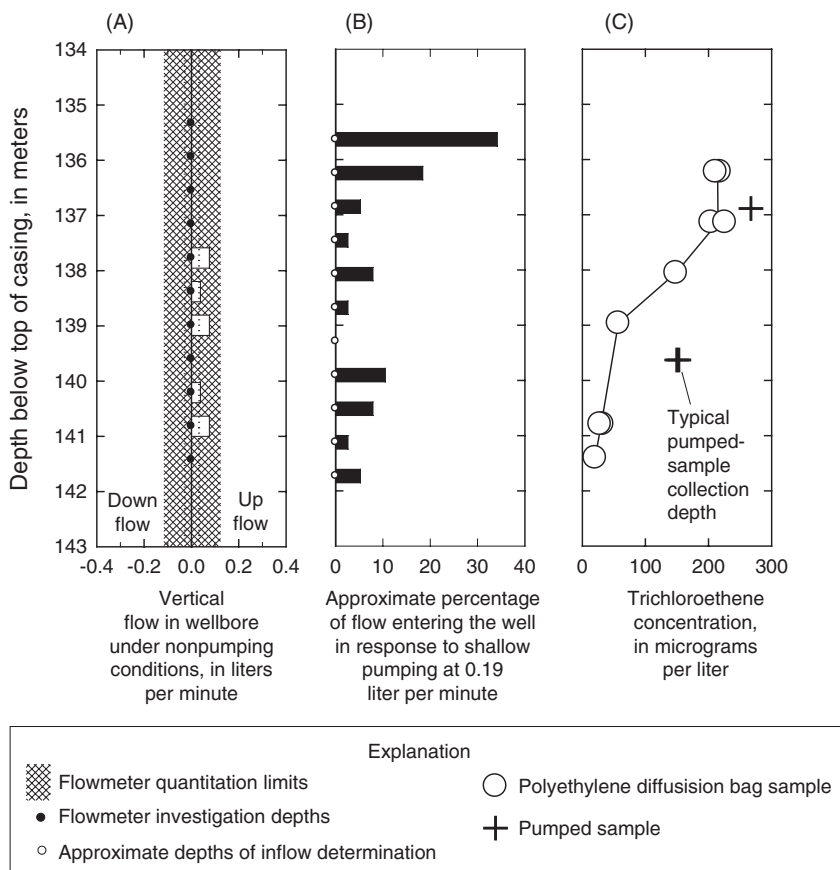 (A)
(B)
(C)
Depth below top of casing, in meters
134
135
136
137
138
139
140
141
142
143
Down
flow
Up
flow
-0.4 -0.2 0.0 0.2 0.4
Vertical
flow in wellbore
under nonpumping
conditions, in liters
per minute
0 10 20 30 40
Approximate percentage
of flow entering the well
in response to shallow
pumping at 0.19
liter per minute
Typical
pumped-
sample
collection
depth
0 100 200 300
Trichloroethene
concentration,
in micrograms
per liter
Explanation
Flowmeter quantitation limits
Flowmeter investigation depths
Approximate depths of inflow determination
Polyethylene diffusision bag sample
Pumped sample